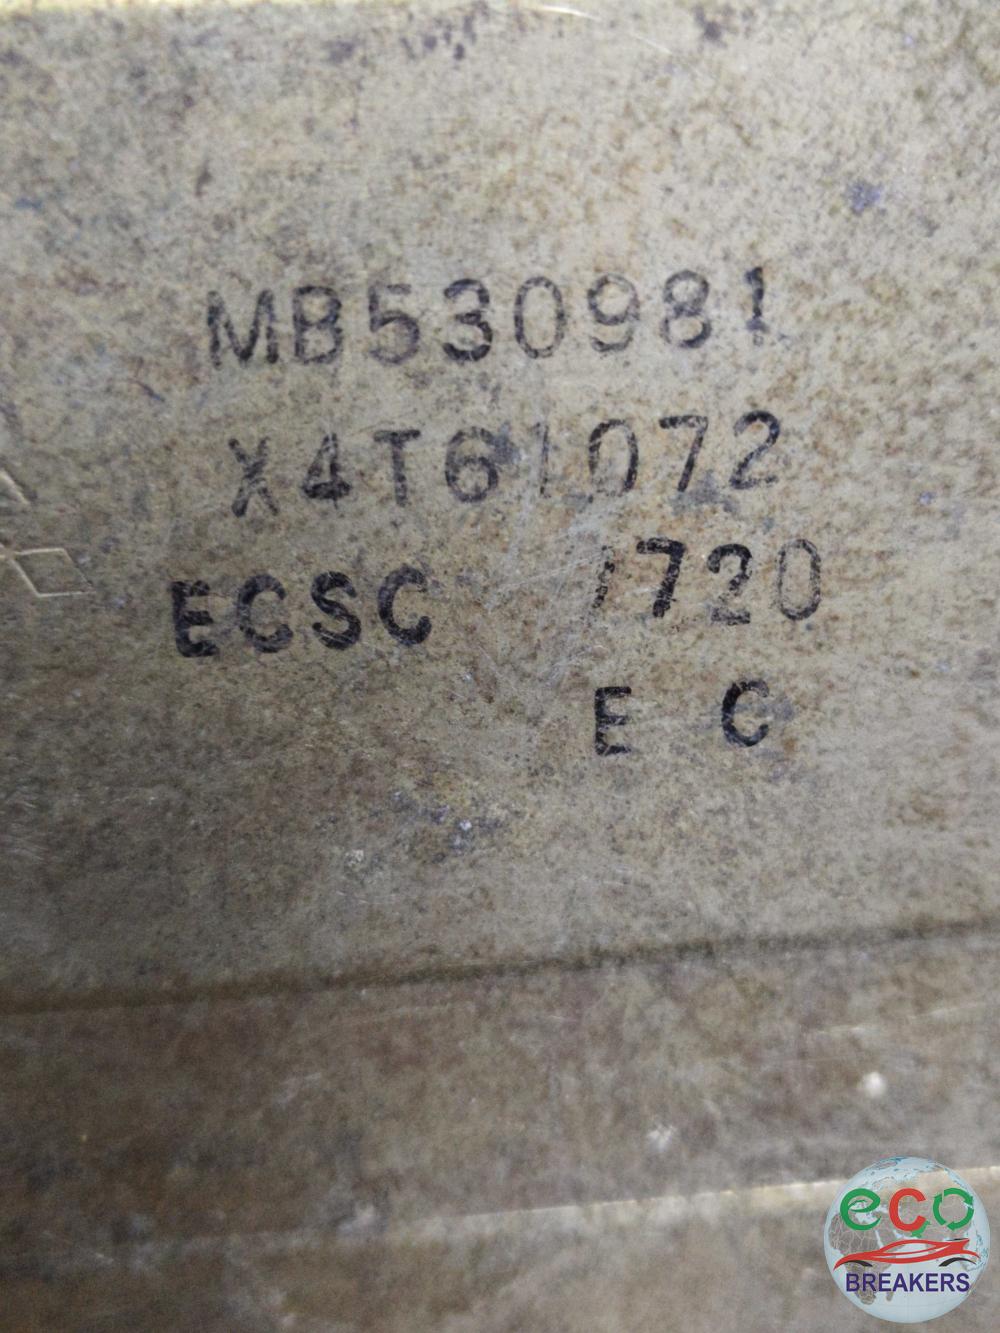 MB530981
X4T61072
ECSC 1720
E C
eco
BREAKERS